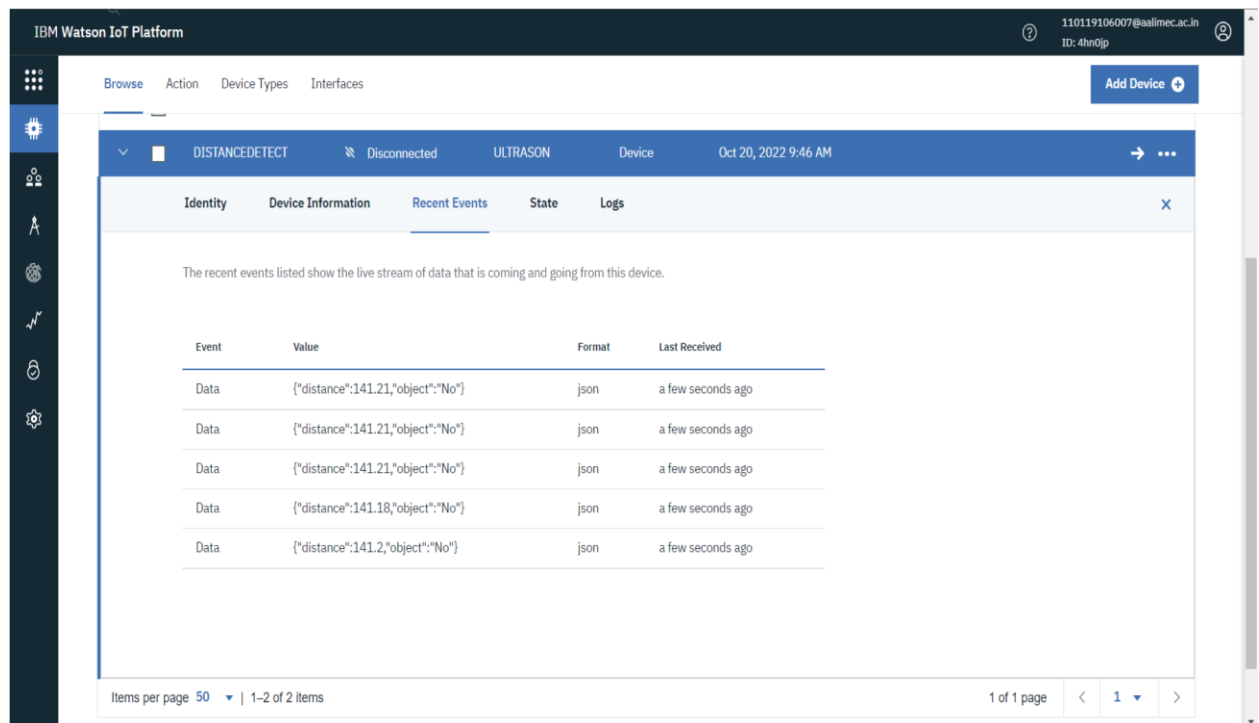 IBM Watson IoT Platform
110119106007@aalimec.ac.in
ID: 4hn0jp
Browse Action Device Types Interfaces
Add Device
DISTANCEDETECT Disconnected ULTRASON Device Oct 20, 2022 9:46 AM
Identity Device Information Recent Events State Logs
The recent events listed show the live stream of data that is coming and going from this device.
Event Value Format Last Received
Data {"distance":141.21,"object":"No"} json a few seconds ago
Data {"distance":141.21,"object":"No"} json a few seconds ago
Data {"distance":141.21,"object":"No"} json a few seconds ago
Data {"distance":141.18,"object":"No"} json a few seconds ago
Data {"distance":141.2,"object":"No"} json a few seconds ago
Items per page 50 | 1–2 of 2 items 1 of 1 page < 1 >